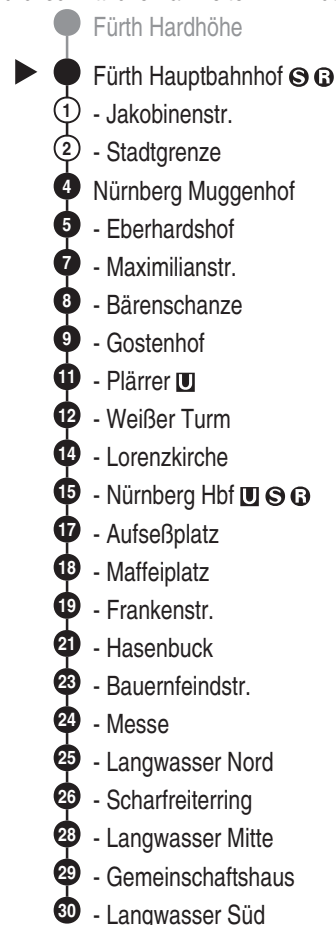 Fürth Hardhöhe
Fürth Hauptbahnhof S R
1 - Jakobinenstr.
2 - Stadtgrenze
4 Nürnberg Muggenhof
5 - Eberhardshof
7 - Maximilianstr.
8 - Bärenschanze
9 - Gostenhof
11 - Plärrer U
12 - Weißer Turm
14 - Lorenzkirche
15 - Nürnberg Hbf U S R
17 - Aufseßplatz
18 - Maffeiplatz
19 - Frankenstr.
21 - Hasenbuck
23 - Bauernfeindstr.
24 - Messe
25 - Langwasser Nord
26 - Scharfreiterring
28 - Langwasser Mitte
29 - Gemeinschaftshaus
30 - Langwasser Süd